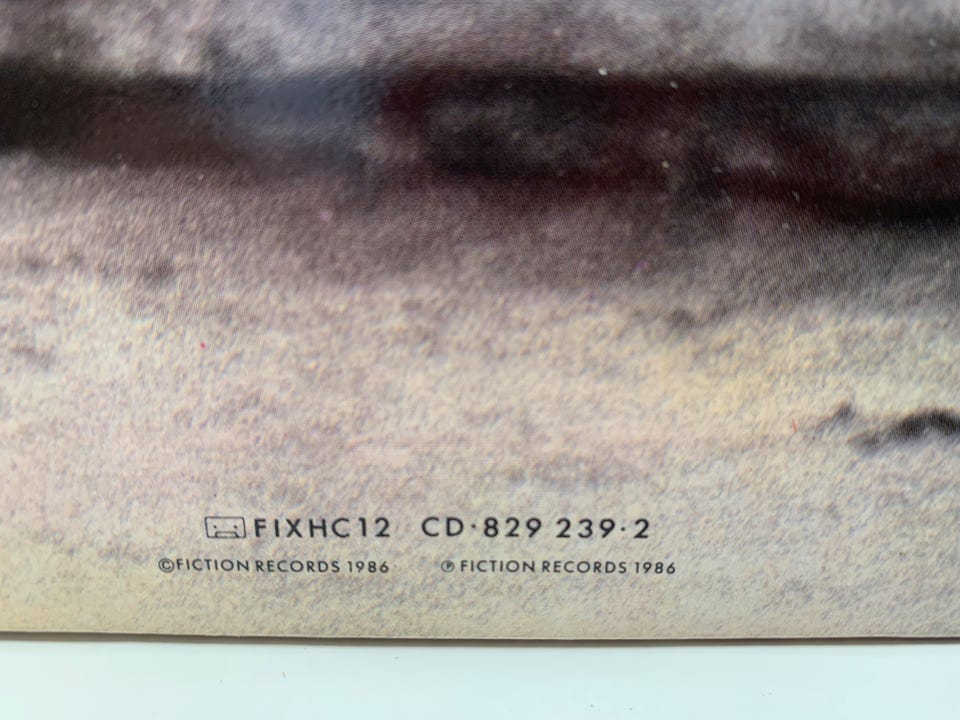 FIXHC12 CD·829 239·2
©FICTION RECORDS 1986 ℗ FICTION RECORDS 1986